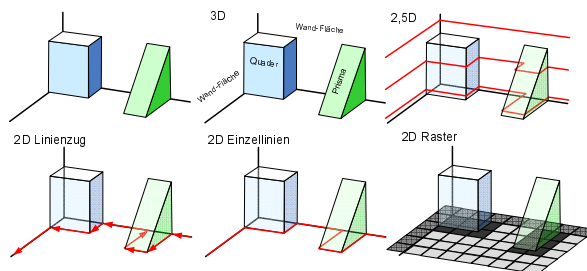 3D
Wand-Fläche
2,5D
Wand-Fläche
Quader
Prisma
2D Linienzug
2D Einzellinien
2D Raster